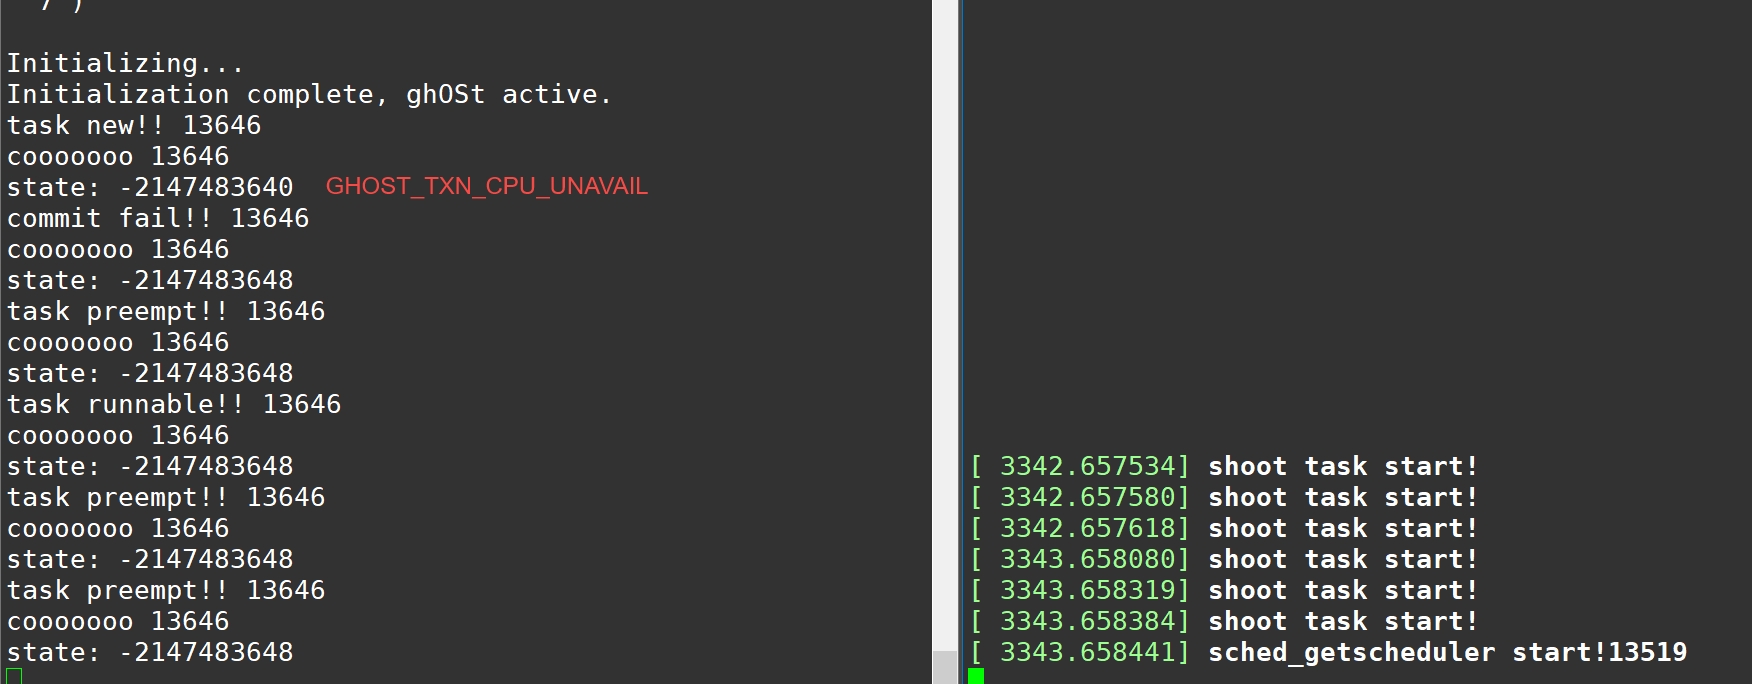 Initializing...
Initialization complete, ghOSt active.
task new!! 13646
cooooooo 13646
state: -2147483640 GHOST_TXN_CPU_UNAVAIL
commit fail!! 13646
cooooooo 13646
state: -2147483648
task preempt!! 13646
cooooooo 13646
state: -2147483648
task runnable!! 13646
cooooooo 13646
state: -2147483648
task preempt!! 13646
cooooooo 13646
state: -2147483648
task preempt!! 13646
cooooooo 13646
state: -2147483648
[ 3342.657534] shoot task start!
[ 3342.657580] shoot task start!
[ 3342.657618] shoot task start!
[ 3343.658080] shoot task start!
[ 3343.658319] shoot task start!
[ 3343.658384] shoot task start!
[ 3343.658441] sched_getscheduler start!13519